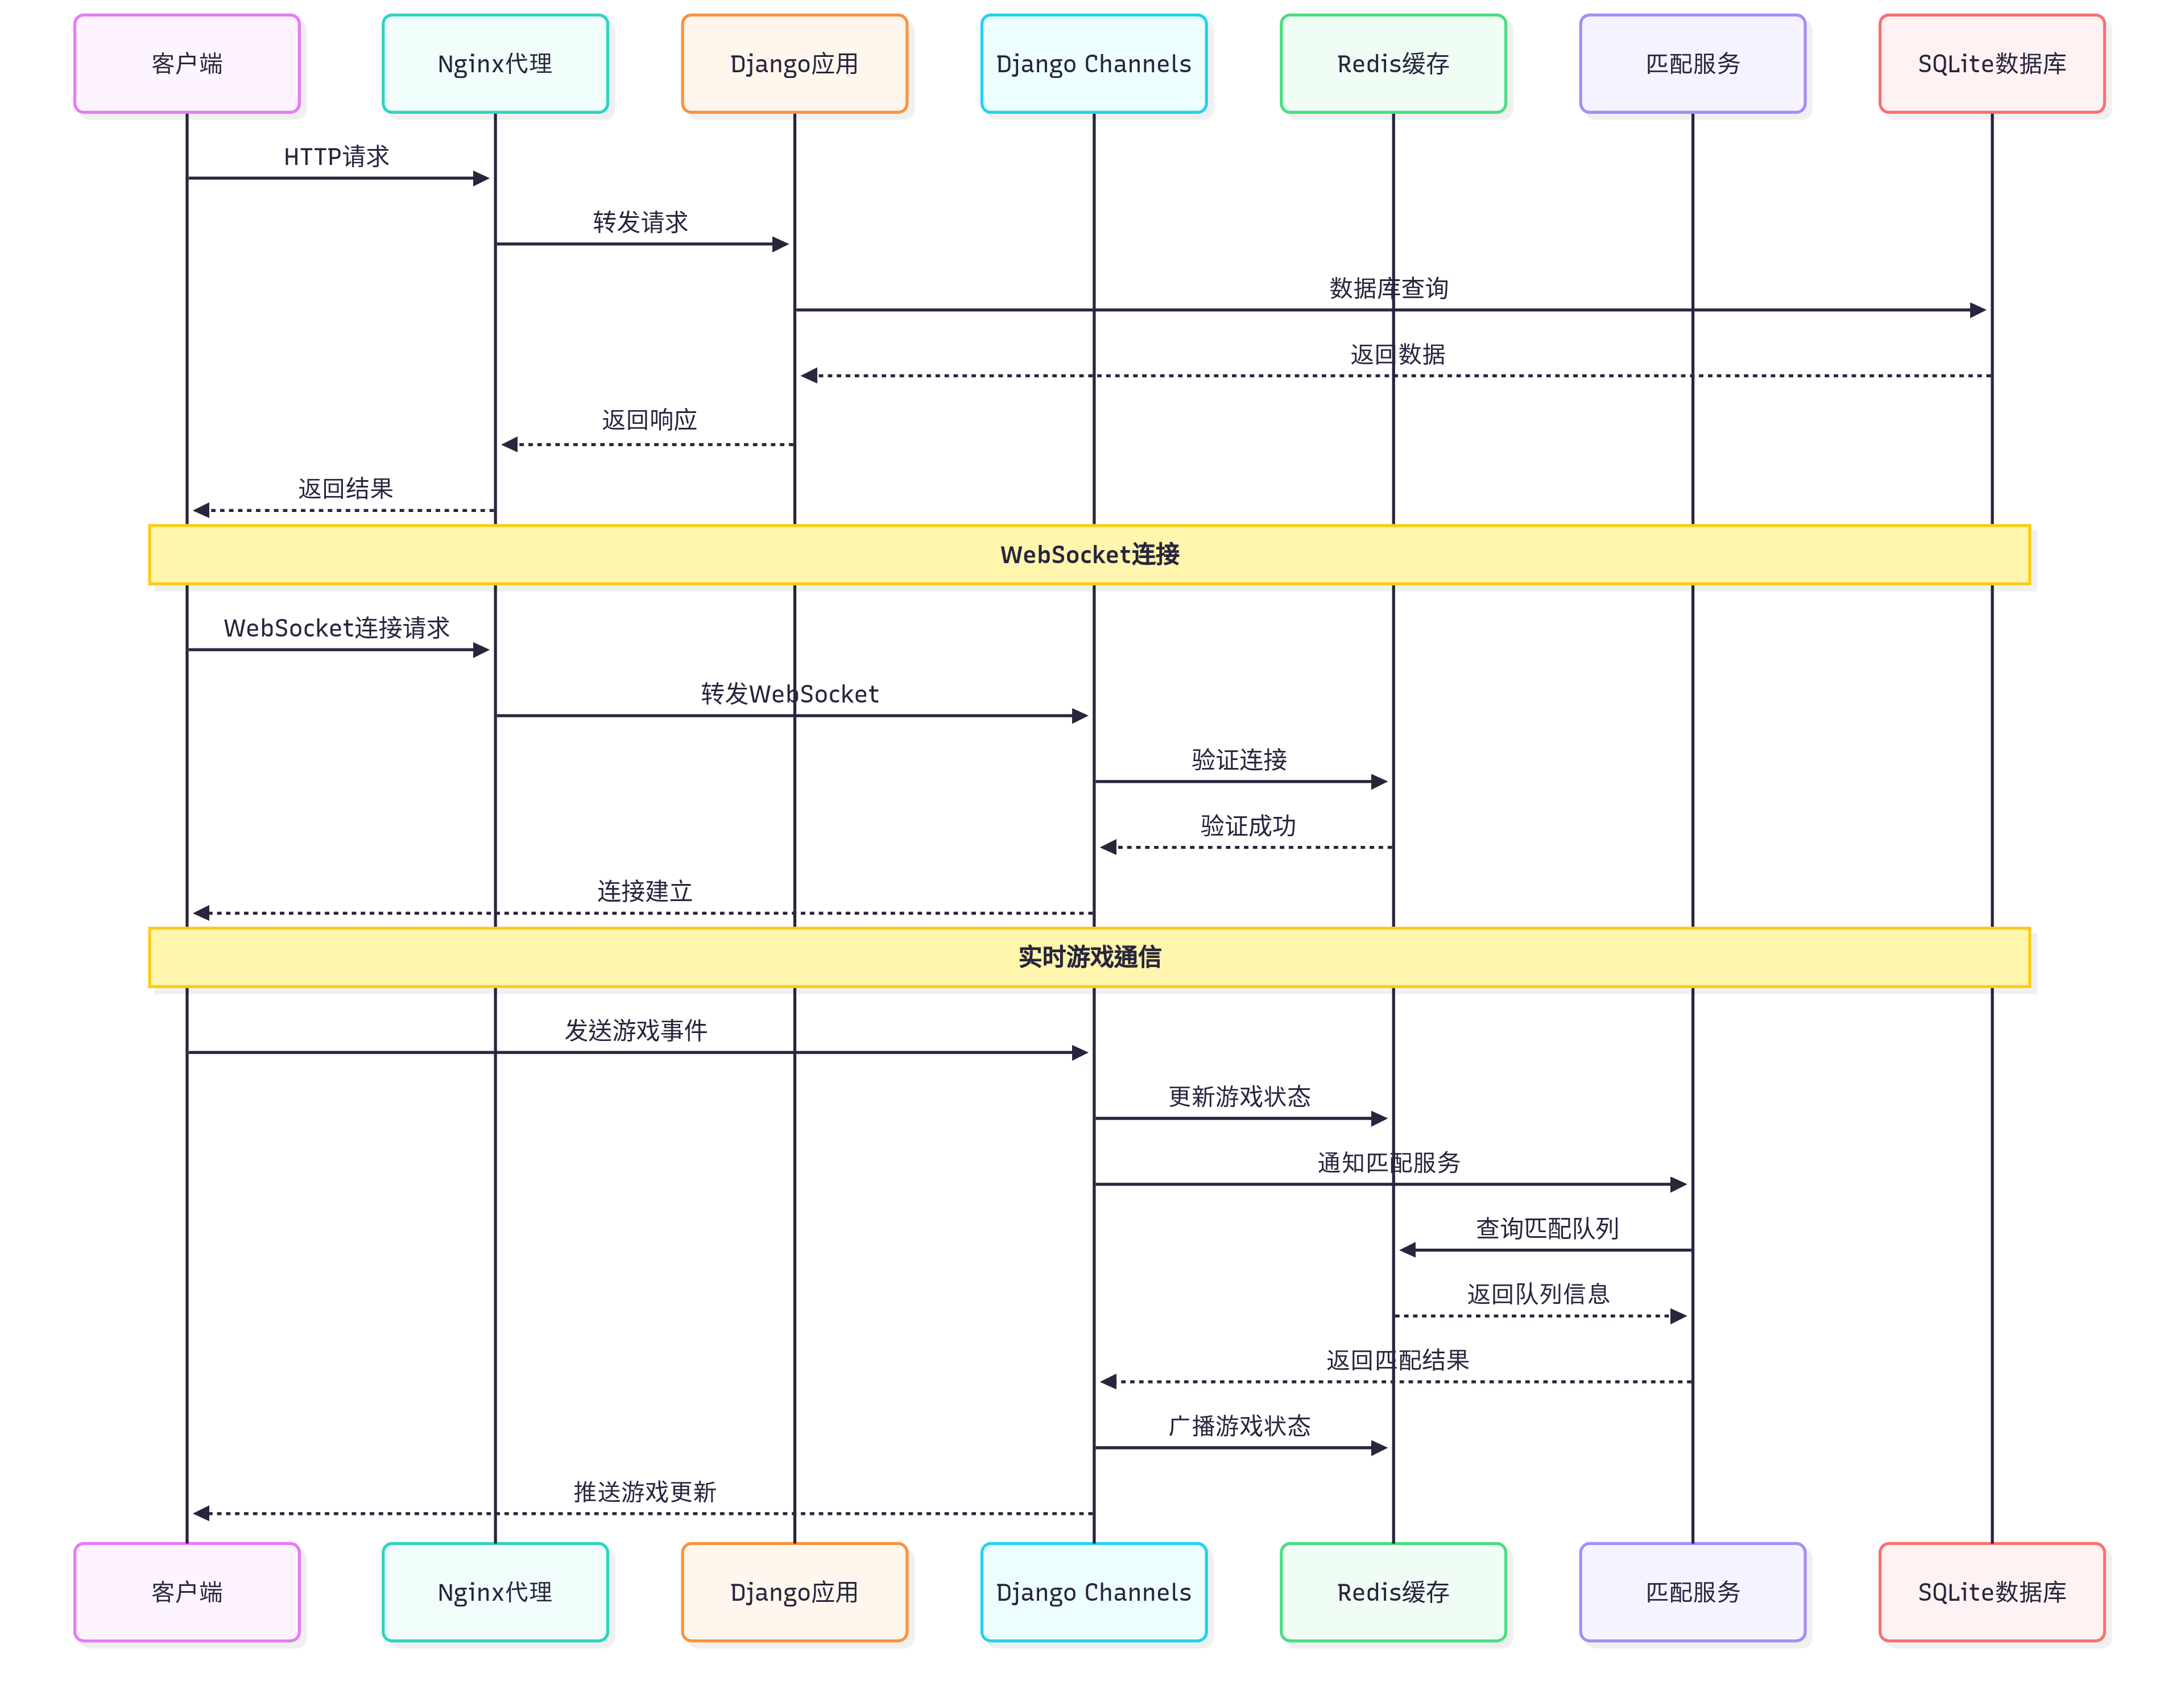 客户端
Nginx代理
Django应用
Django Channels
Redis缓存
匹配服务
SQLite数据库
HTTP请求
转发请求
数据库查询
返回数据
返回响应
返回结果
WebSocket连接
WebSocket连接请求
转发WebSocket
验证连接
验证成功
连接建立
实时游戏通信
发送游戏事件
更新游戏状态
通知匹配服务
查询匹配队列
返回队列信息
返回匹配结果
广播游戏状态
推送游戏更新
客户端
Nginx代理
Django应用
Django Channels
Redis缓存
匹配服务
SQLite数据库